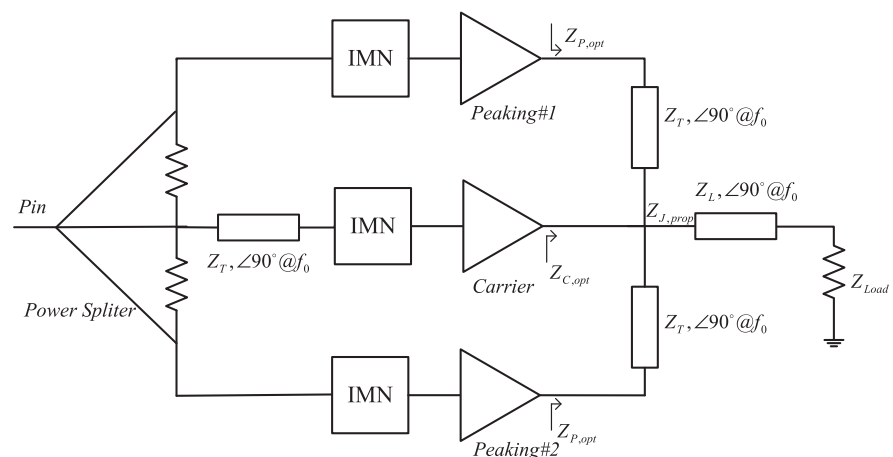 IMN
Z_{P,opt}
Peaking#1
Z_T,∠90°@f_0
Pin
Z_T,∠90°@f_0
IMN
Carrier
Z_{C,opt}
Z_{J,prop}
Z_L,∠90°@f_0
Z_{Load}
Power Spliter
Z_T,∠90°@f_0
IMN
Peaking#2
Z_{P,opt}